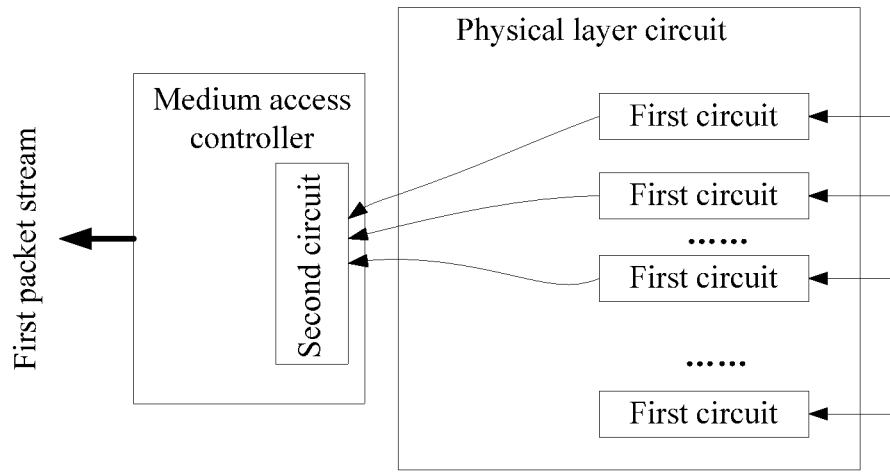 Physical layer circuit
Medium access
controller
First circuit
First circuit
......
First circuit
......
First circuit
Second circuit
First packet stream